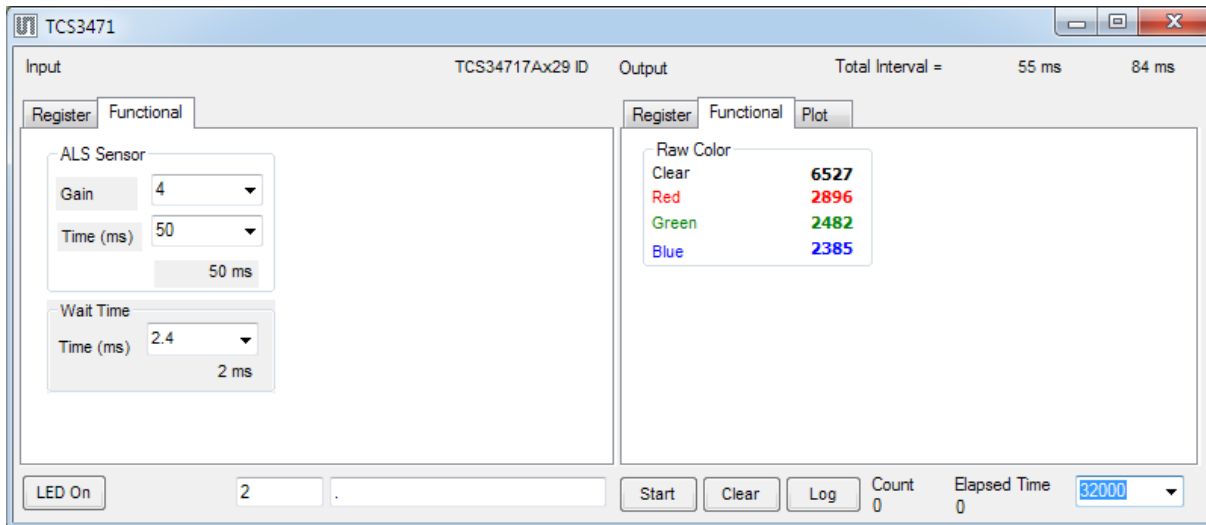 TCS3471
Input TCS34717Ax29 ID Output Total Interval = 55 ms 84 ms
Register Functional
ALS Sensor
Gain 4
Time (ms) 50
50 ms
Wait Time
Time (ms) 2.4
2 ms
Register Functional Plot
Raw Color
Clear 6527
Red 2896
Green 2482
Blue 2385
LED On 2 .
Start Clear Log Count 0 Elapsed Time 0 32000